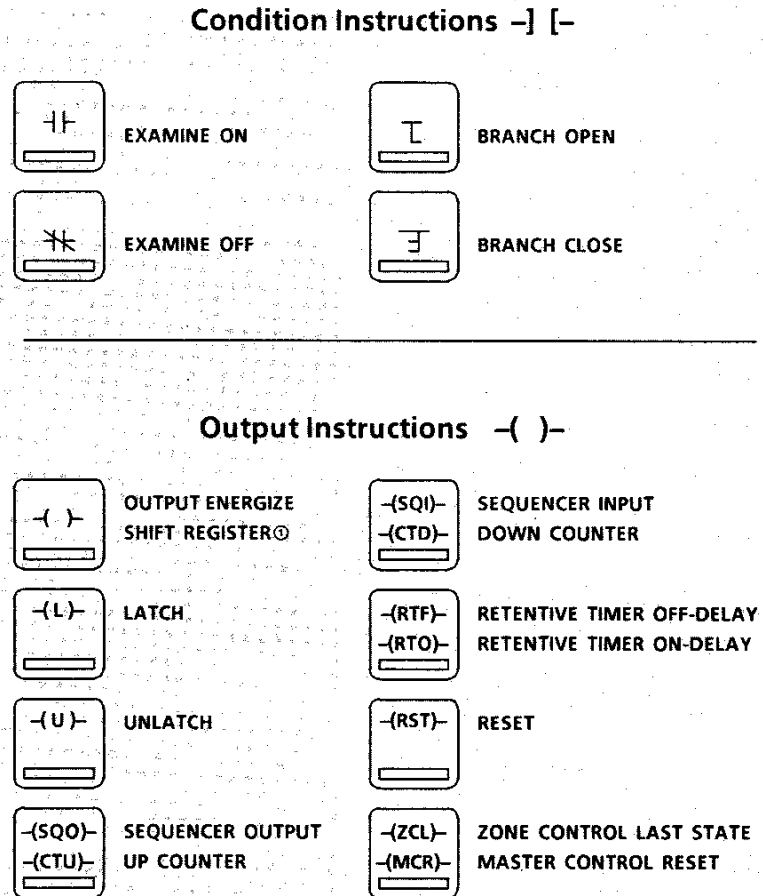 Condition Instructions –] [–
EXAMINE ON
BRANCH OPEN
EXAMINE OFF
BRANCH CLOSE
Output Instructions –( )–
–( )–
OUTPUT ENERGIZE
SHIFT REGISTER①
–(SQI)– SEQUENCER INPUT
–(CTD)– DOWN COUNTER
–(L)– LATCH
–(RTF)– RETENTIVE TIMER OFF-DELAY
–(RTO)– RETENTIVE TIMER ON-DELAY
–(U)– UNLATCH
–(RST)– RESET
–(SQO)– SEQUENCER OUTPUT
–(CTU)– UP COUNTER
–(ZCL)– ZONE CONTROL LAST STATE
–(MCR)– MASTER CONTROL RESET